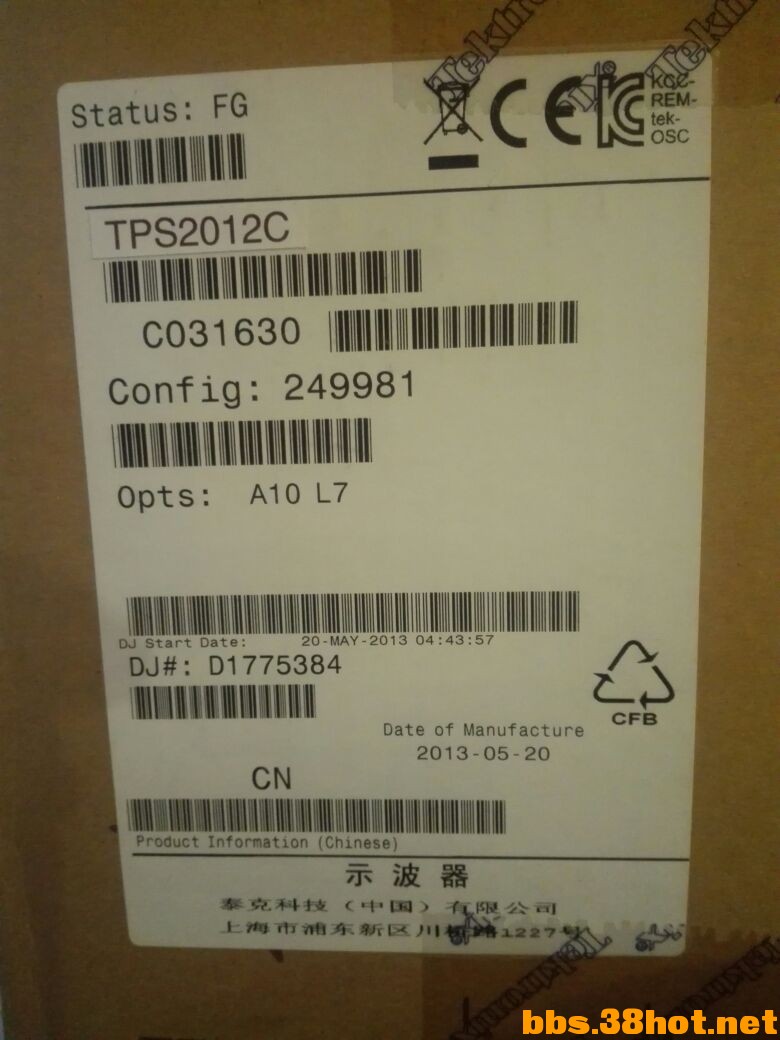 Tektro
Tektr
Status: FG
KCC-
REM-
tek-
OSC
TPS2012C
C031630
Config: 249981
Opts: A10 L7
DJ Start Date: 20-MAY-2013 04:43:57
DJ#: D1775384
CFB
Date of Manufacture
2013-05-20
CN
Product Information (Chinese)
示波器
泰克科技（中国）有限公司
上海市浦东新区川桥路1227号
Tektroni
bbs.38hot.net